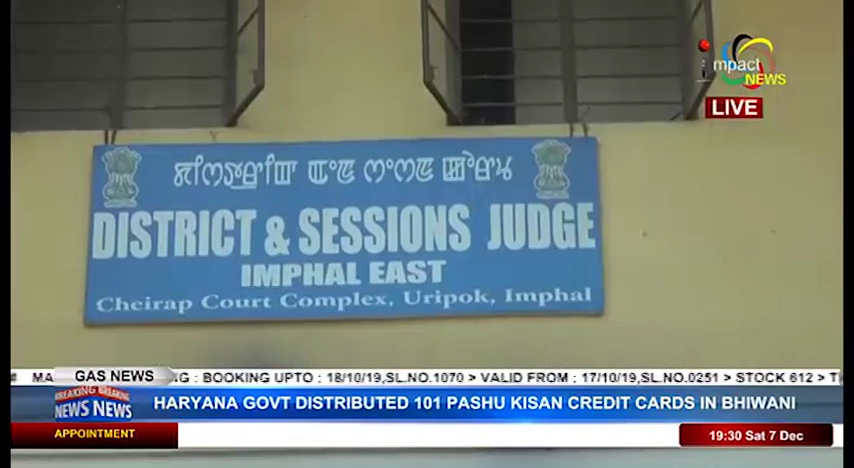 impact NEWS
LIVE
DISTRICT & SESSIONS JUDGE
IMPHAL EAST
Cheirap Court Complex, Uripok, Imphal
GAS NEWS
G : BOOKING UPTO : 18/10/19,SL.NO.1070 > VALID FROM : 17/10/19,SL.NO.0251 > STOCK 612 >
BREAKING BREAKING
NEWS NEWS
HARYANA GOVT DISTRIBUTED 101 PASHU KISAN CREDIT CARDS IN BHIWANI
APPOINTMENT
19:30 Sat 7 Dec